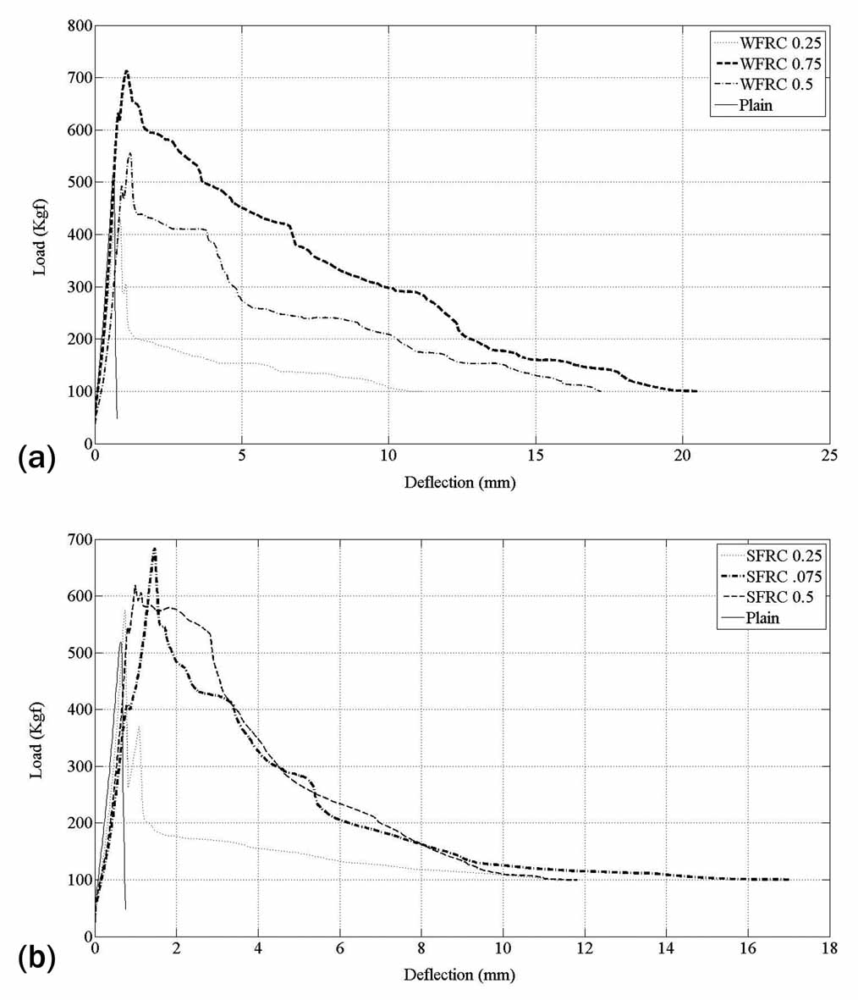 800
700
600
500
400
300
200
100
0
Load (Kgf)
WFRC 0.25
WFRC 0.75
WFRC 0.5
Plain
0 5 10 15 20 25
Deflection (mm)
(a)
700
600
500
400
300
200
100
0
Load (Kgf)
SFRC 0.25
SFRC .075
SFRC 0.5
Plain
0 2 4 6 8 10 12 14 16 18
Deflection (mm)
(b)